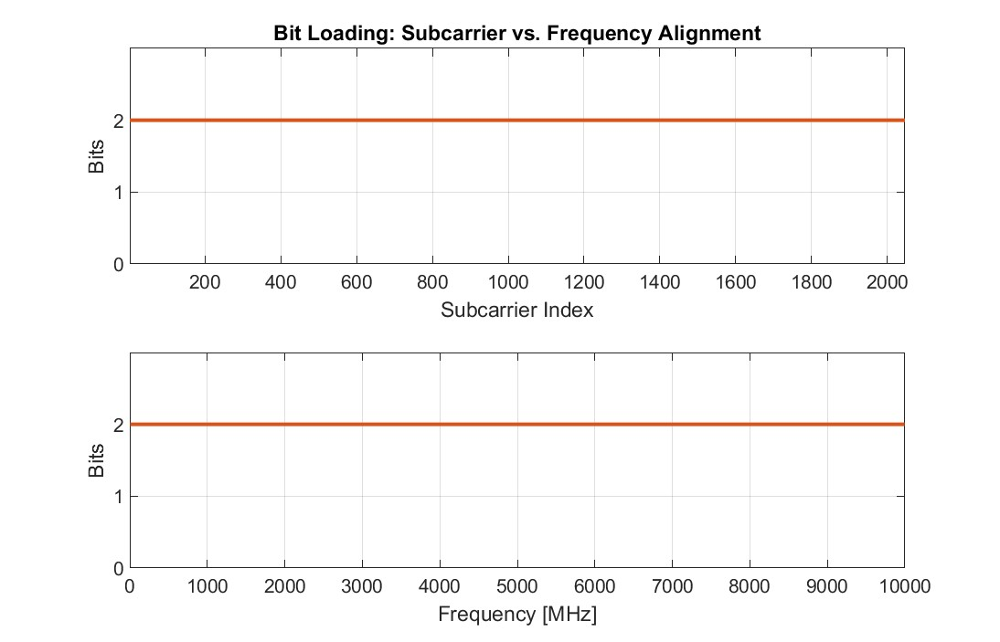 Bit Loading: Subcarrier vs. Frequency Alignment
2
1
0
Bits
200 400 600 800 1000 1200 1400 1600 1800 2000
Subcarrier Index
2
1
0
Bits
0 1000 2000 3000 4000 5000 6000 7000 8000 9000 10000
Frequency [MHz]